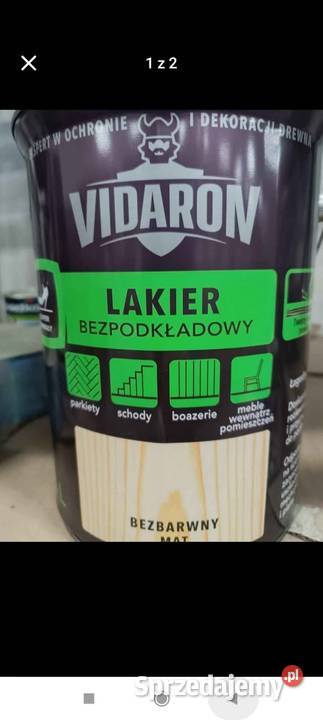 1 z 2
EKSPERT W OCHRONIE I DEKORACJI DREWNA
VIDARON
LAKIER
BEZPODKŁADOWY
parkiety
schody
boazerie
meble
wewnątrz
pomieszczeń
BEZBARWNY
MAT
Sprzedajemy.pl